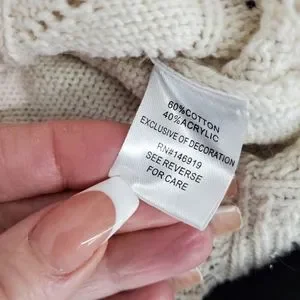 60%COTTON
40%ACRYLIC
EXCLUSIVE OF DECORATION
RN#146919
SEE REVERSE
FOR CARE